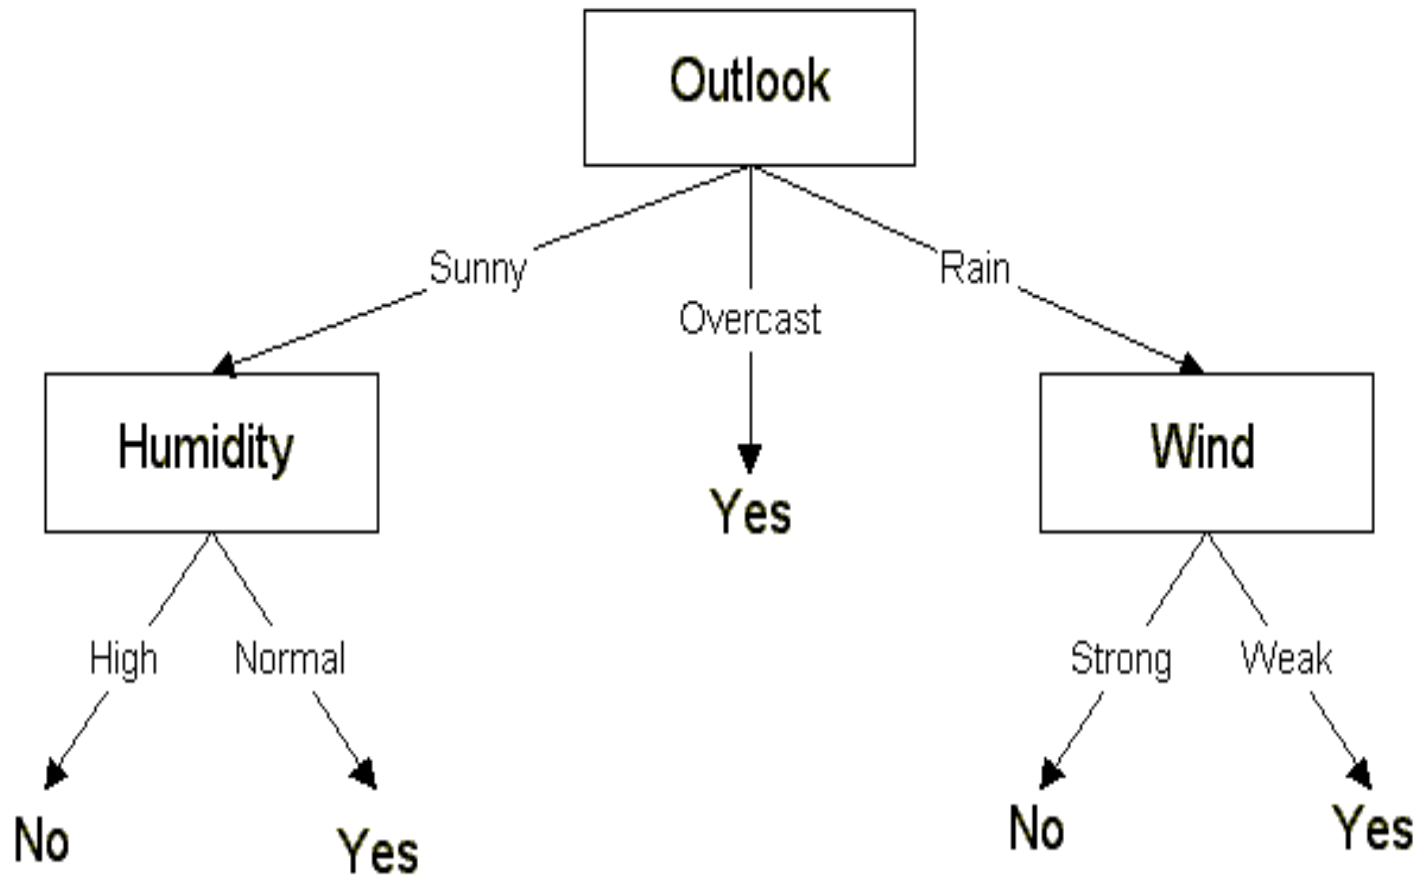 Outlook
Sunny
Rain
Overcast
Humidity
Wind
Yes
High
Normal
Strong
Weak
No
Yes
No
Yes